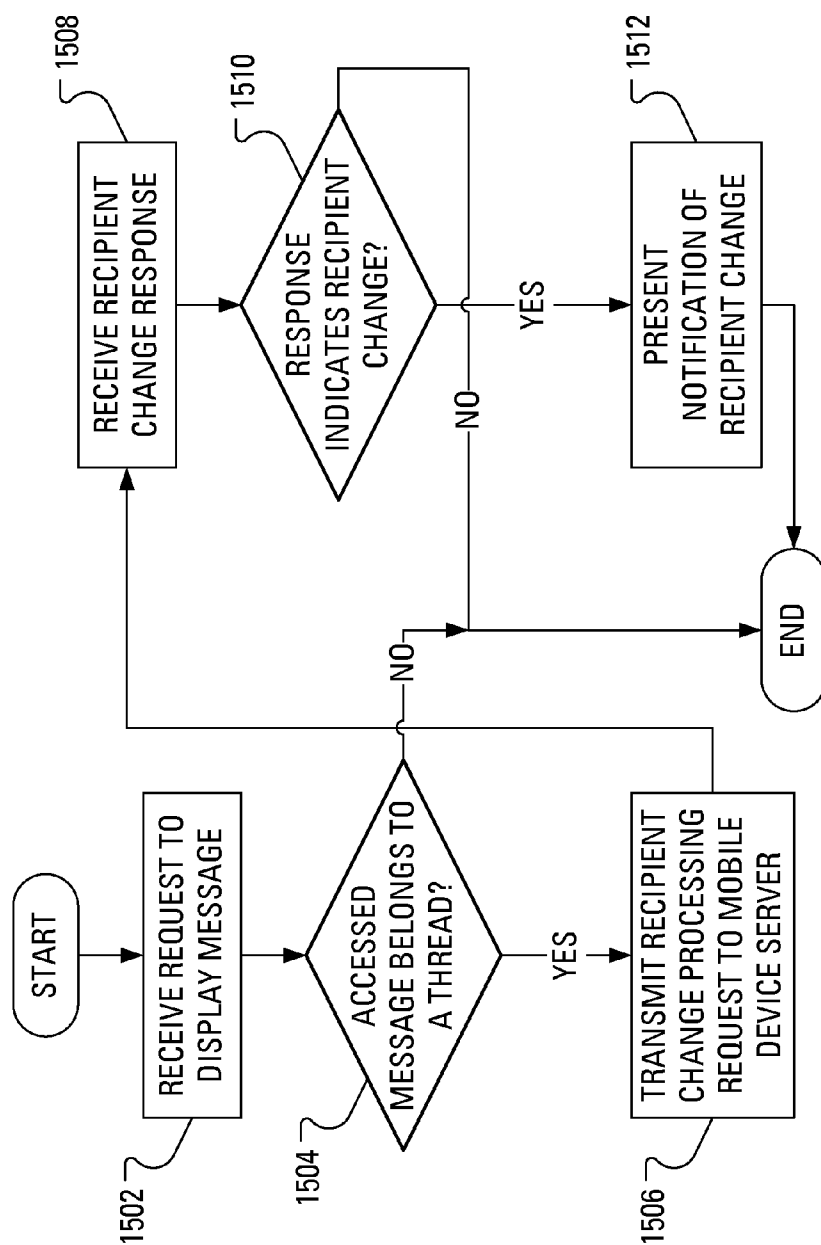 START
1502
RECEIVE REQUEST TO
DISPLAY MESSAGE
1504
ACCESSED
MESSAGE BELONGS TO
A THREAD?
NO
YES
1506
TRANSMIT RECIPIENT
CHANGE PROCESSING
REQUEST TO MOBILE
DEVICE SERVER
1508
RECEIVE RECIPIENT
CHANGE RESPONSE
1510
RESPONSE
INDICATES RECIPIENT
CHANGE?
NO
YES
1512
PRESENT
NOTIFICATION OF
RECIPIENT CHANGE
END